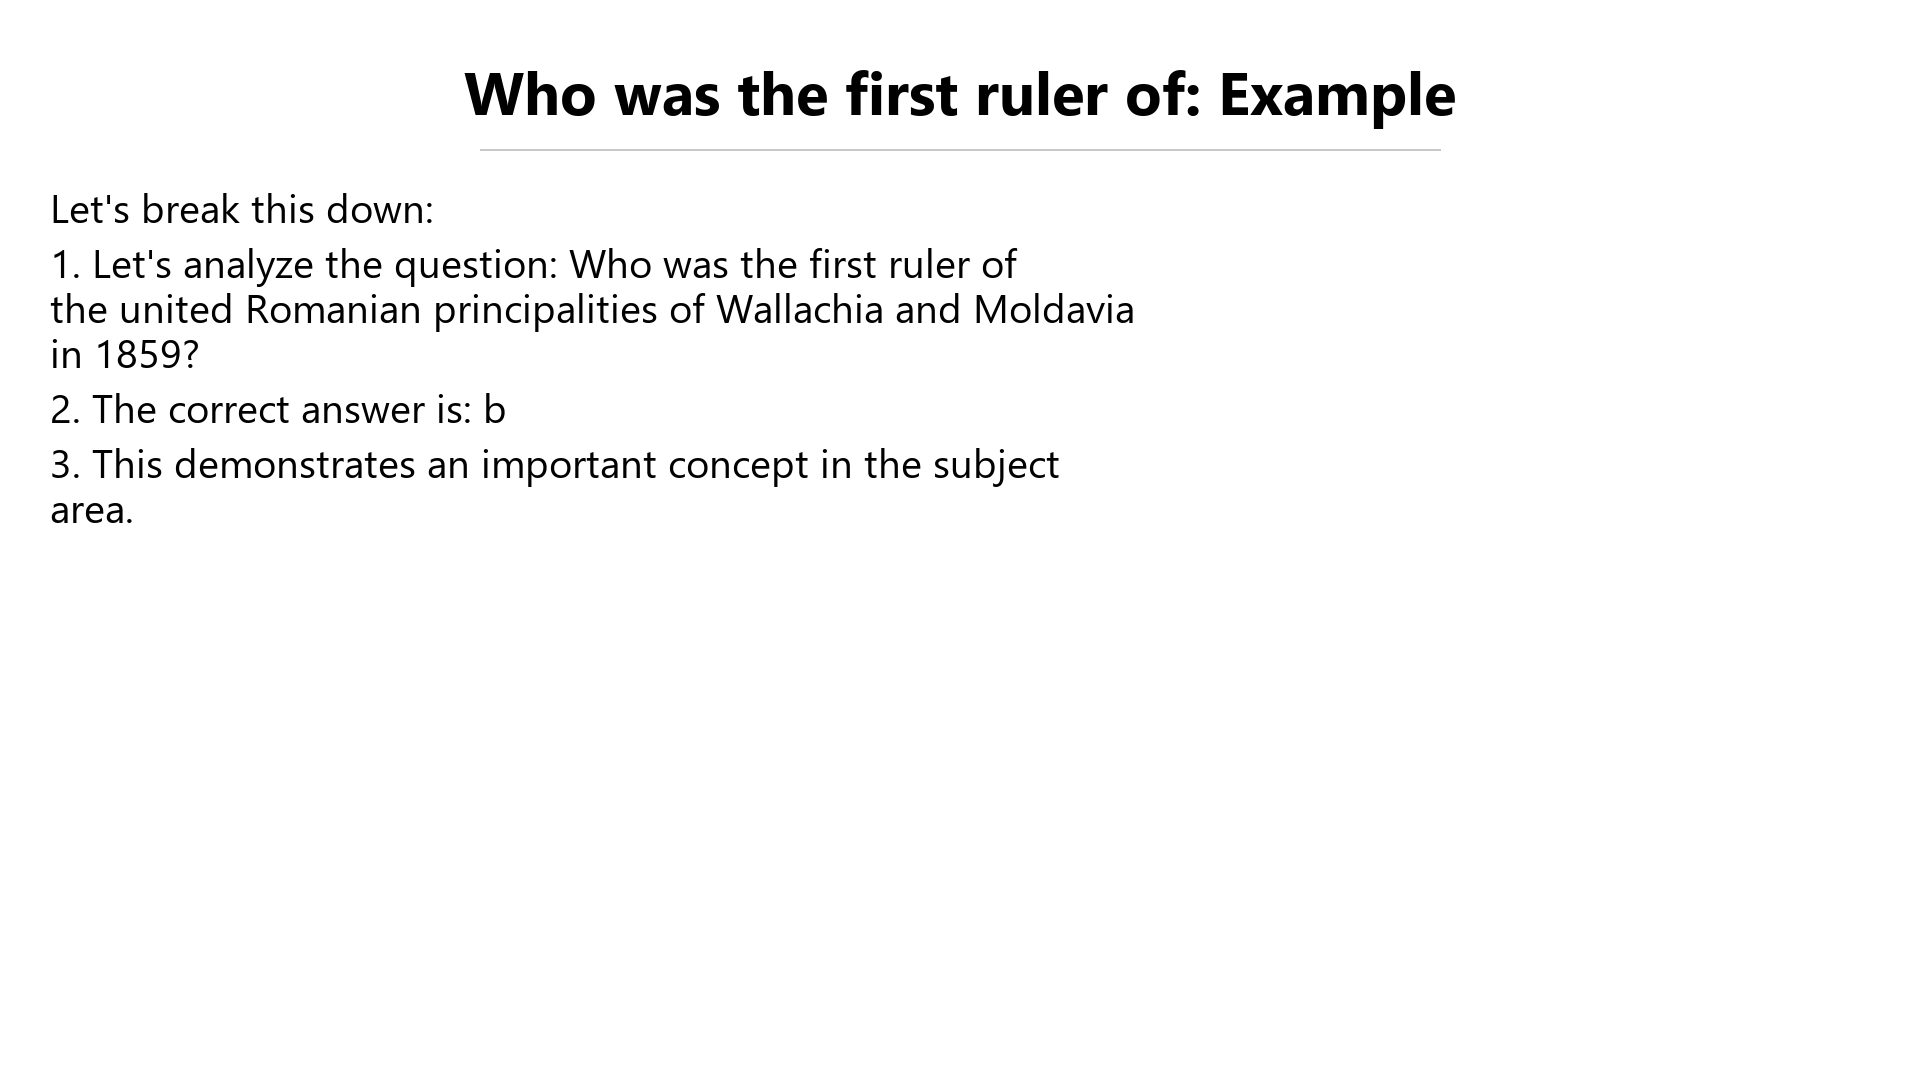 Who was the first ruler of: Example
Let's break this down:
1. Let's analyze the question: Who was the first ruler of
the united Romanian principalities of Wallachia and Moldavia
in 1859?
2. The correct answer is: b
3. This demonstrates an important concept in the subject
area.